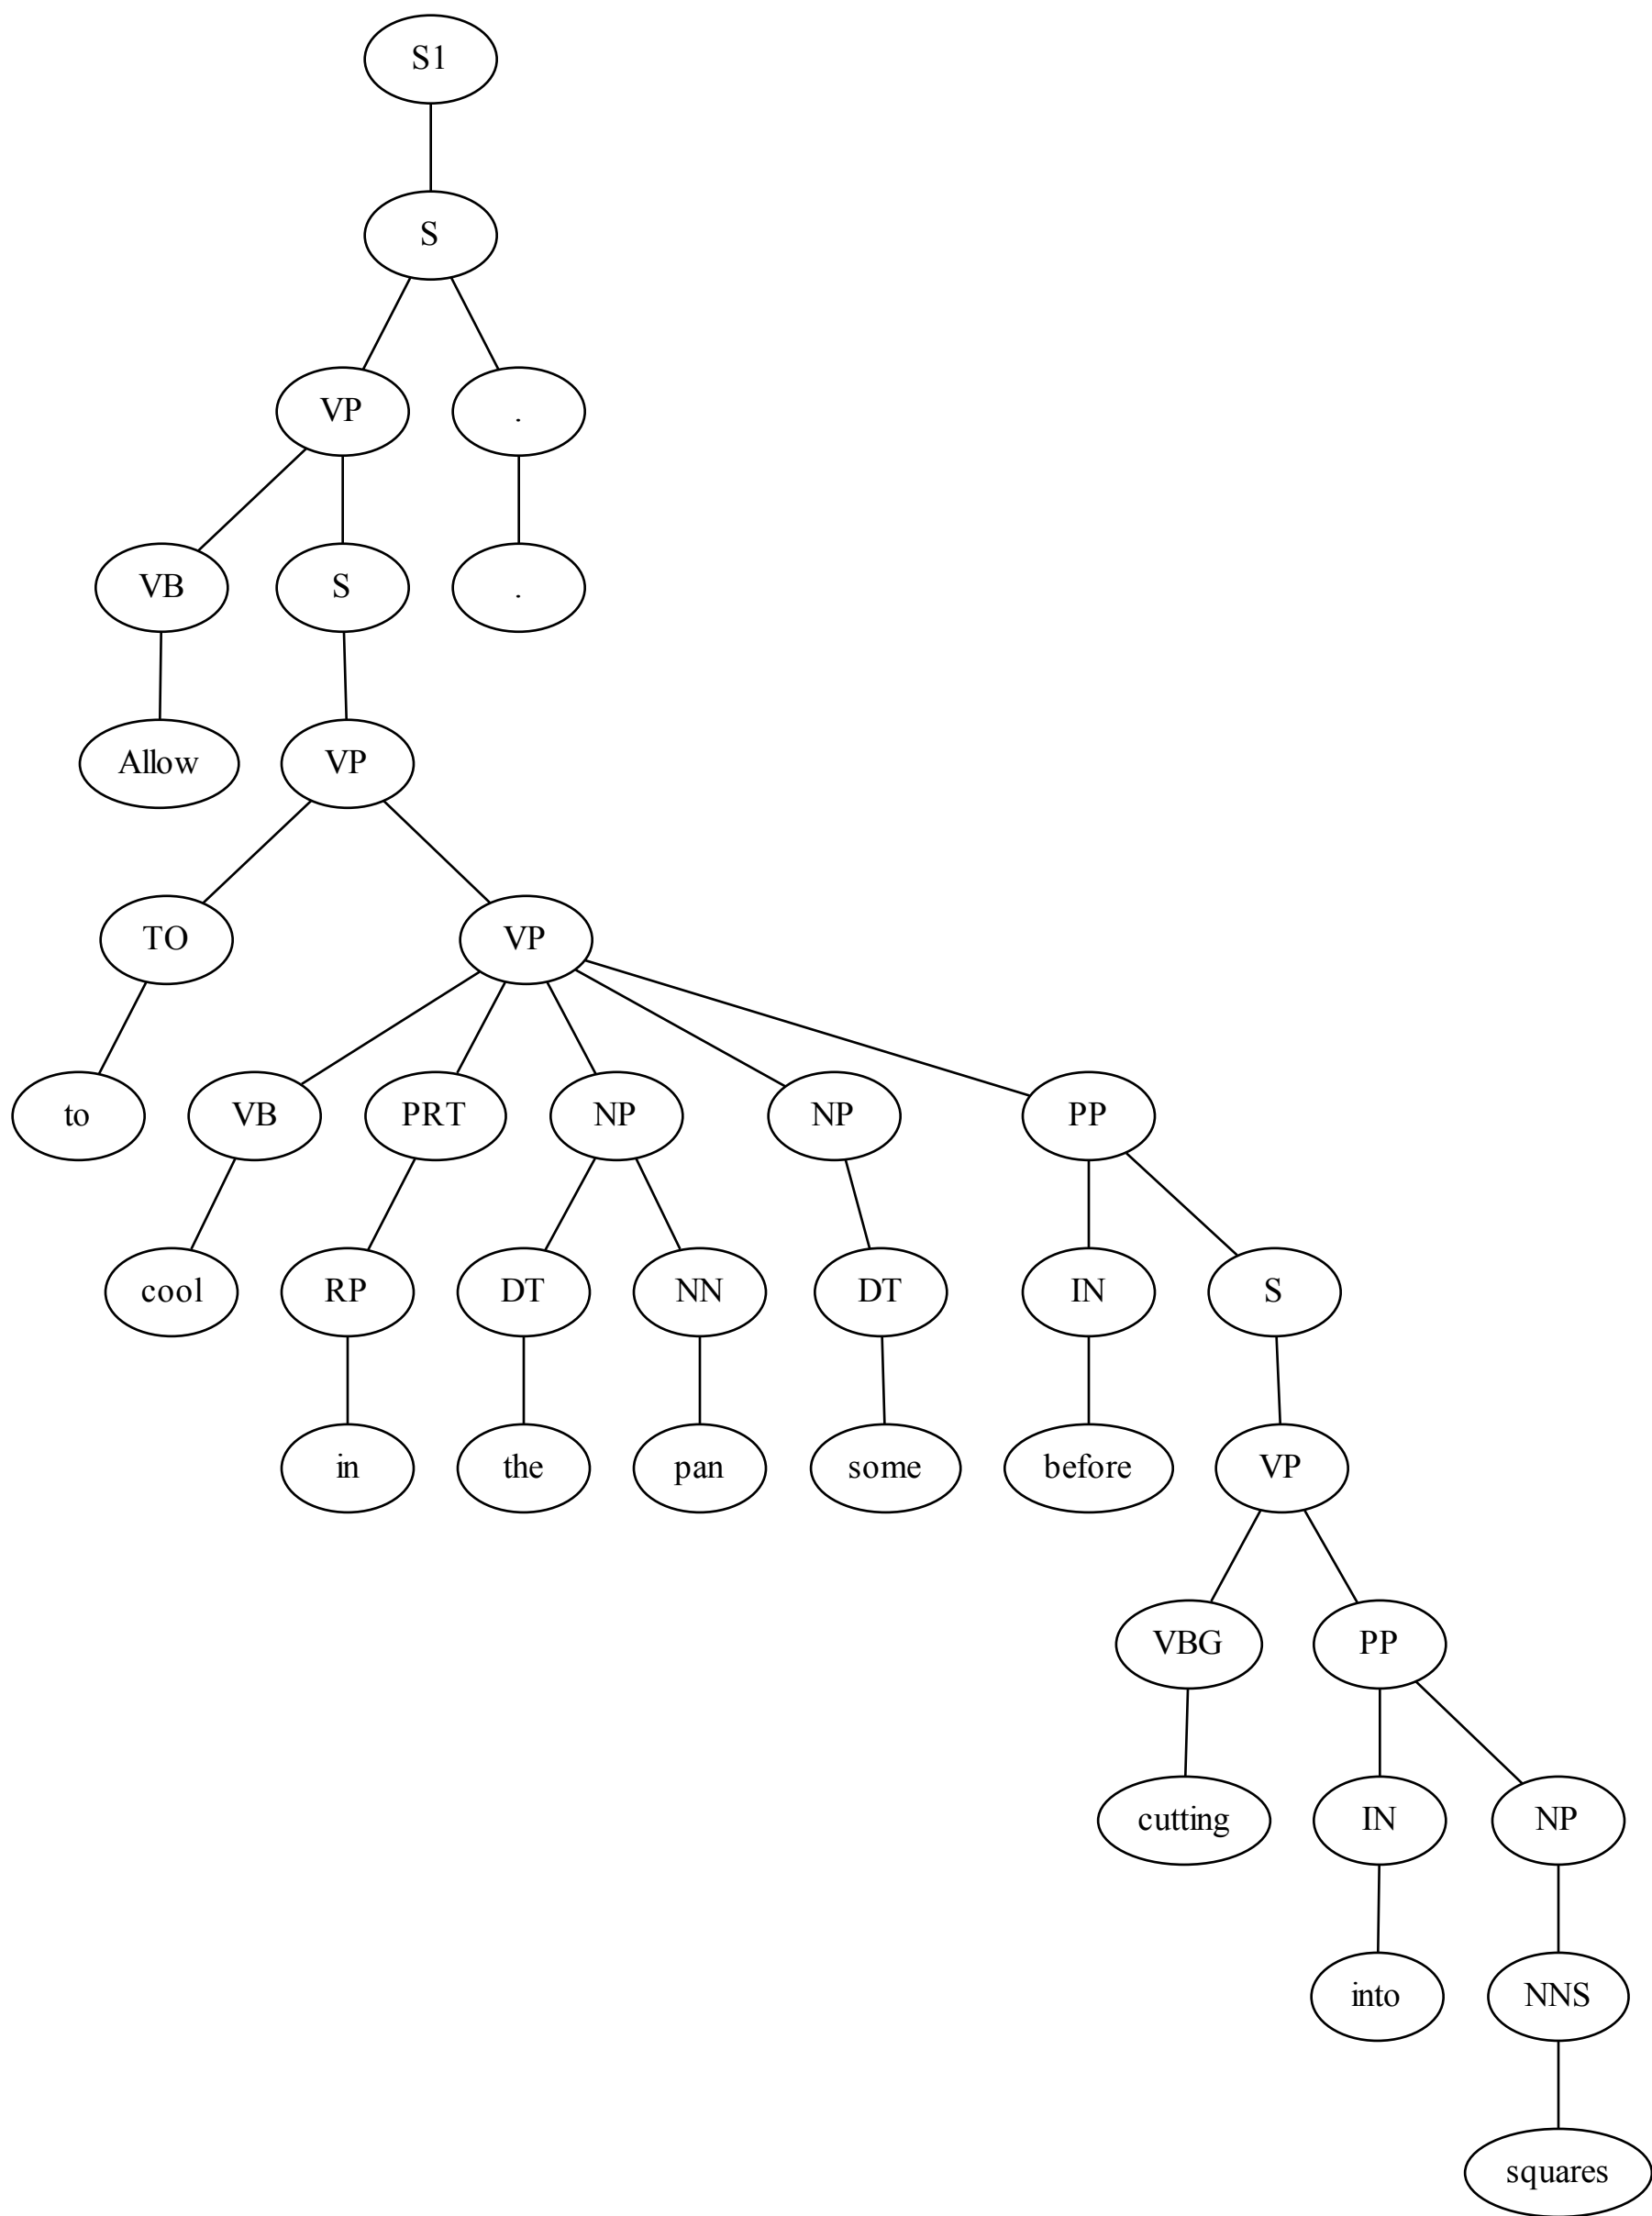 S1
S
VP .
VB S .
Allow VP
TO VP
to VB PRT NP NP PP
cool RP DT NN DT IN S
in the pan some before VP
VBG PP
cutting IN NP
into NNS
squares